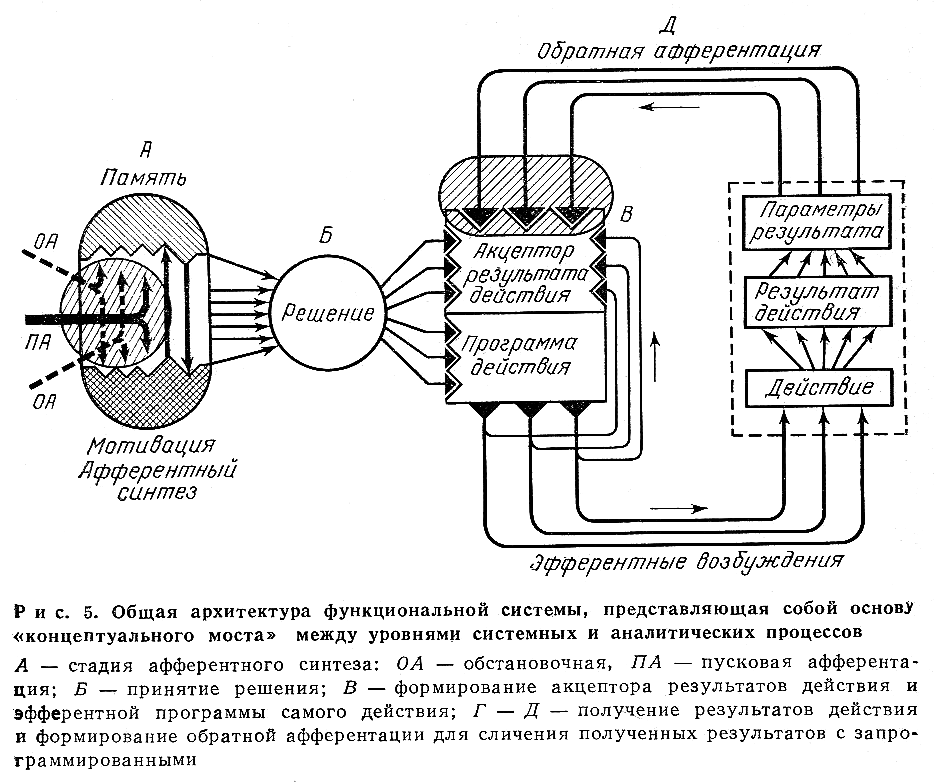 Д
Обратная афферентация
А
Память
ОА
ПА
ОА
Мотивация
Афферентный
синтез
Б
Решение
В
Акцептор
результата
действия
Программа
действия
Параметры
результата
Результат
действия
Действие
Эфферентные возбуждения
Рис. 5. Общая архитектура функциональной системы, представляющая собой основу
«концептуального моста» между уровнями системных и аналитических процессов
А — стадия афферентного синтеза: ОА — обстановочная, ПА — пусковая афферента-
ция; Б — принятие решения; В — формирование акцептора результатов действия и
эфферентной программы самого действия; Г — Д — получение результатов действия
и формирование обратной афферентации для сличения полученных результатов с запро-
граммированными